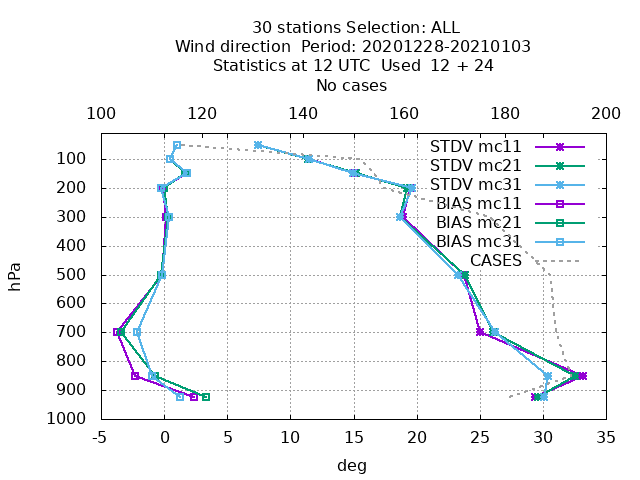 30 stations Selection: ALL
Wind direction  Period: 20201228-20210103
Statistics at 12 UTC  Used  12 + 24
No cases
100 120 140 160 180 200
STDV mc11
STDV mc21
STDV mc31
BIAS mc11
BIAS mc21
BIAS mc31
CASES
100
200
300
400
500
600
700
800
900
1000
hPa
-5 0 5 10 15 20 25 30 35
deg